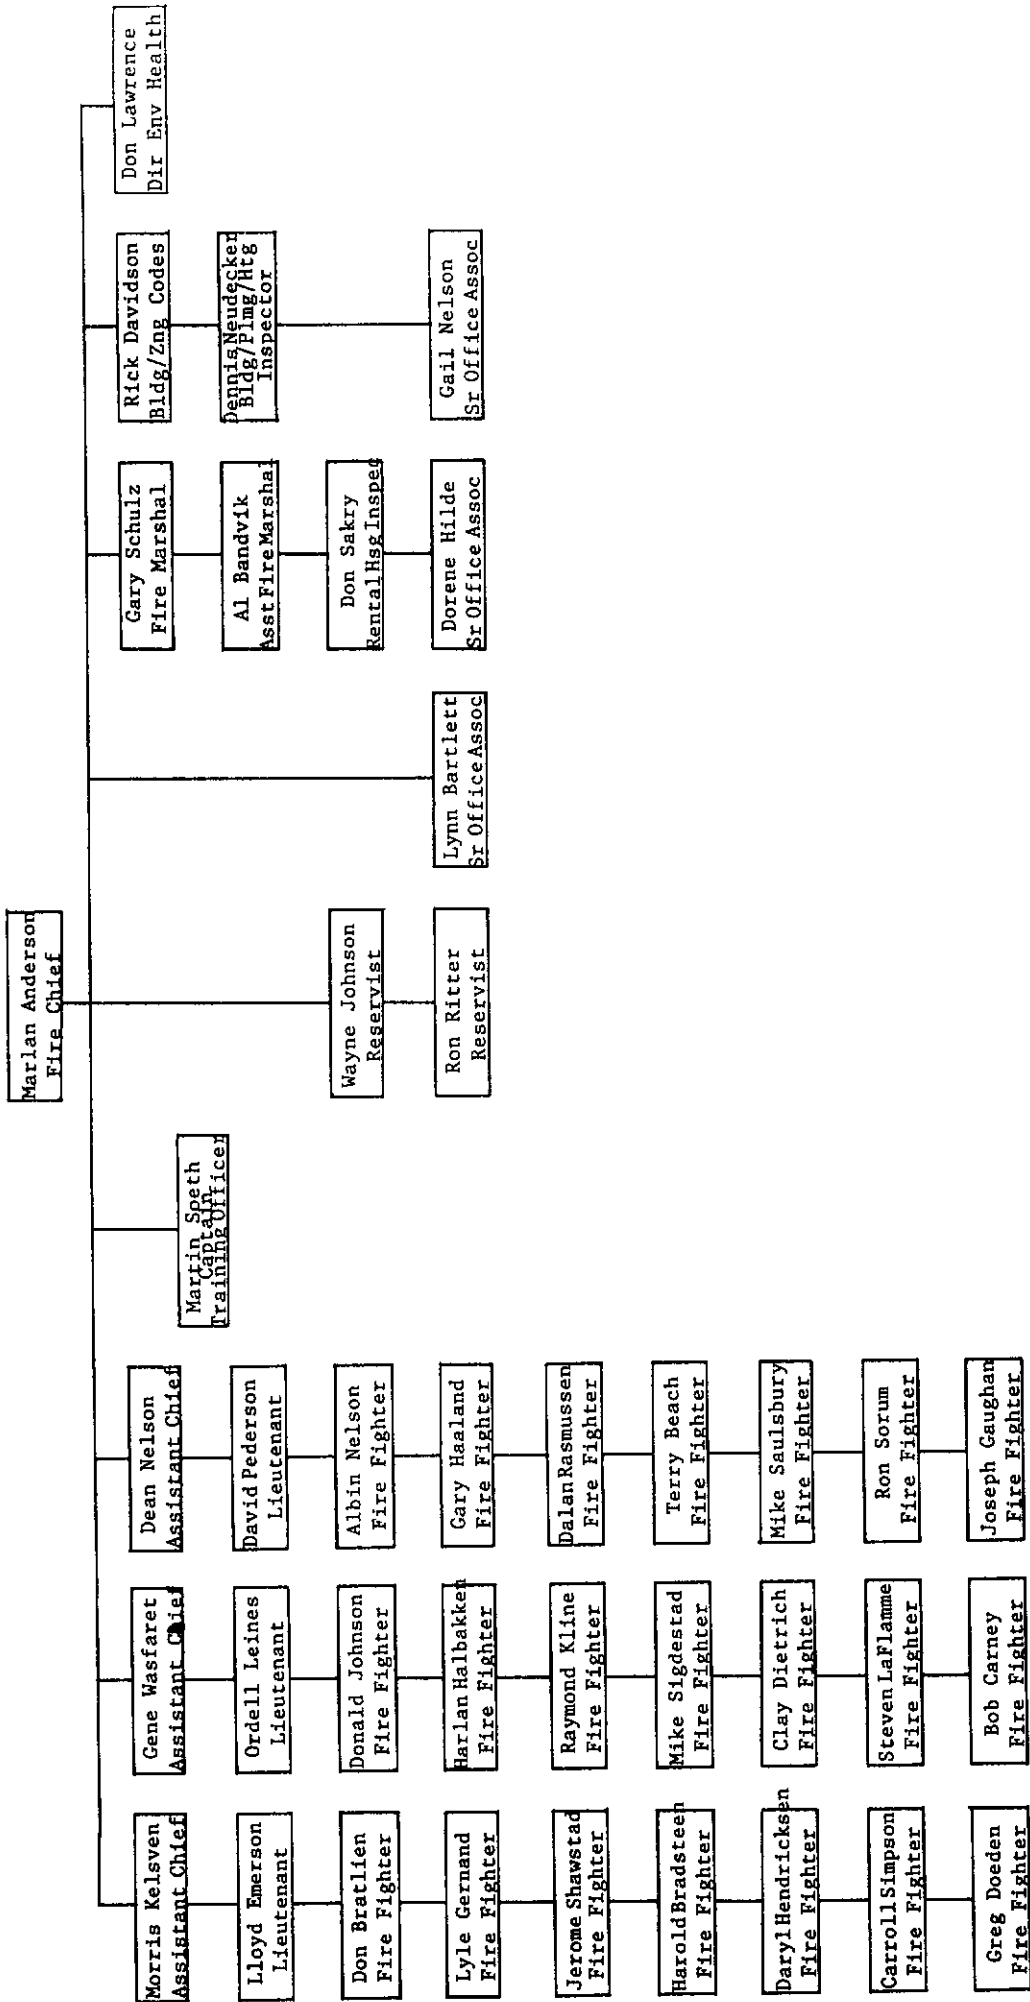 Marlan Anderson
Fire Chief
Morris Kelsven
Assistant Chief
Lloyd Emerson
Lieutenant
Don Bratlien
Fire Fighter
Lyle Gernand
Fire Fighter
Jerome Shawstad
Fire Fighter
Harold Bradsteen
Fire Fighter
Daryl Hendricksen
Fire Fighter
Carroll Simpson
Fire Fighter
Greg Doeden
Fire Fighter
Gene Wasfaret
Assistant Chief
Ordell Leines
Lieutenant
Donald Johnson
Fire Fighter
Harlan Halbakken
Fire Fighter
Raymond Kline
Fire Fighter
Mike Sigdestad
Fire Fighter
Clay Dietrich
Fire Fighter
Steven LaFlamme
Fire Fighter
Bob Carney
Fire Fighter
Dean Nelson
Assistant Chief
David Pederson
Lieutenant
Albin Nelson
Fire Fighter
Gary Haaland
Fire Fighter
Dalan Rasmussen
Fire Fighter
Terry Beach
Fire Fighter
Mike Saulsbury
Fire Fighter
Ron Sorum
Fire Fighter
Joseph Gaughan
Fire Fighter
Martin Speth
Captain
Training Officer
Wayne Johnson
Reservist
Ron Ritter
Reservist
Lynn Bartlett
Sr Office Assoc
Gary Schulz
Fire Marshal
Al Bandvik
Asst Fire Marshal
Don Sakry
Rental Hsg Inspec
Dorene Hilde
Sr Office Assoc
Rick Davidson
Bldg/Zng Codes
Dennis Neudecker
Bldg/Plmg/Htg
Inspector
Gail Nelson
Sr Office Assoc
Don Lawrence
Dir Env Health